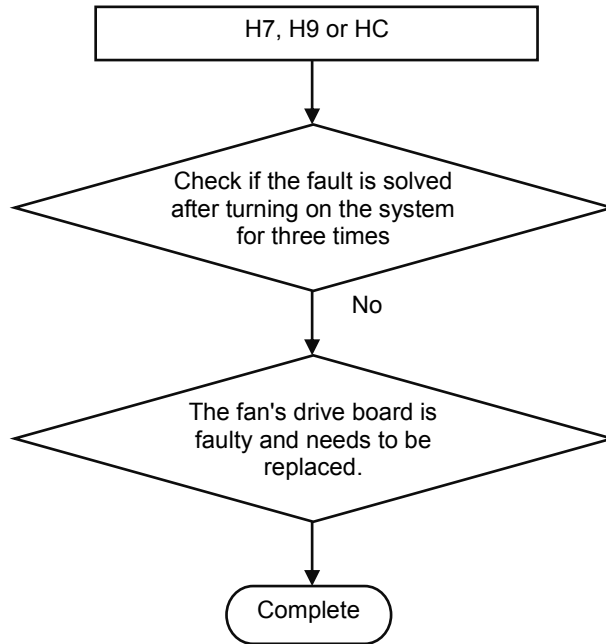 H7, H9 or HC
Check if the fault is solved
after turning on the system
for three times
No
The fan's drive board is
faulty and needs to be
replaced.
Complete